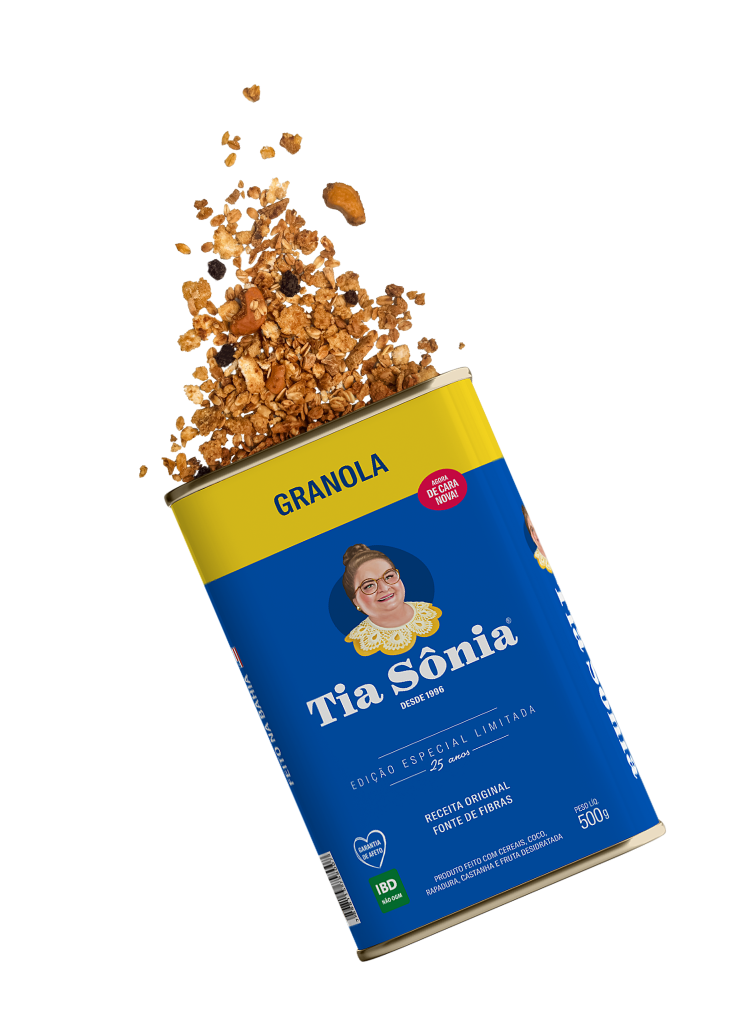 GRANOLA
AGORA
DE CARA
NOVA!
Tia Sônia®
DESDE 1996
EDIÇÃO ESPECIAL LIMITADA
25 anos
RECEITA ORIGINAL
FONTE DE FIBRAS
GARANTIA
DE AFETO
IBD
NÃO OGM
PESO LÍQ.
500g
PRODUTO FEITO COM CEREAIS, COCO,
RAPADURA, CASTANHA E FRUTA DESIDRATADA
FEITO NA BAHIA
Tia Sônia